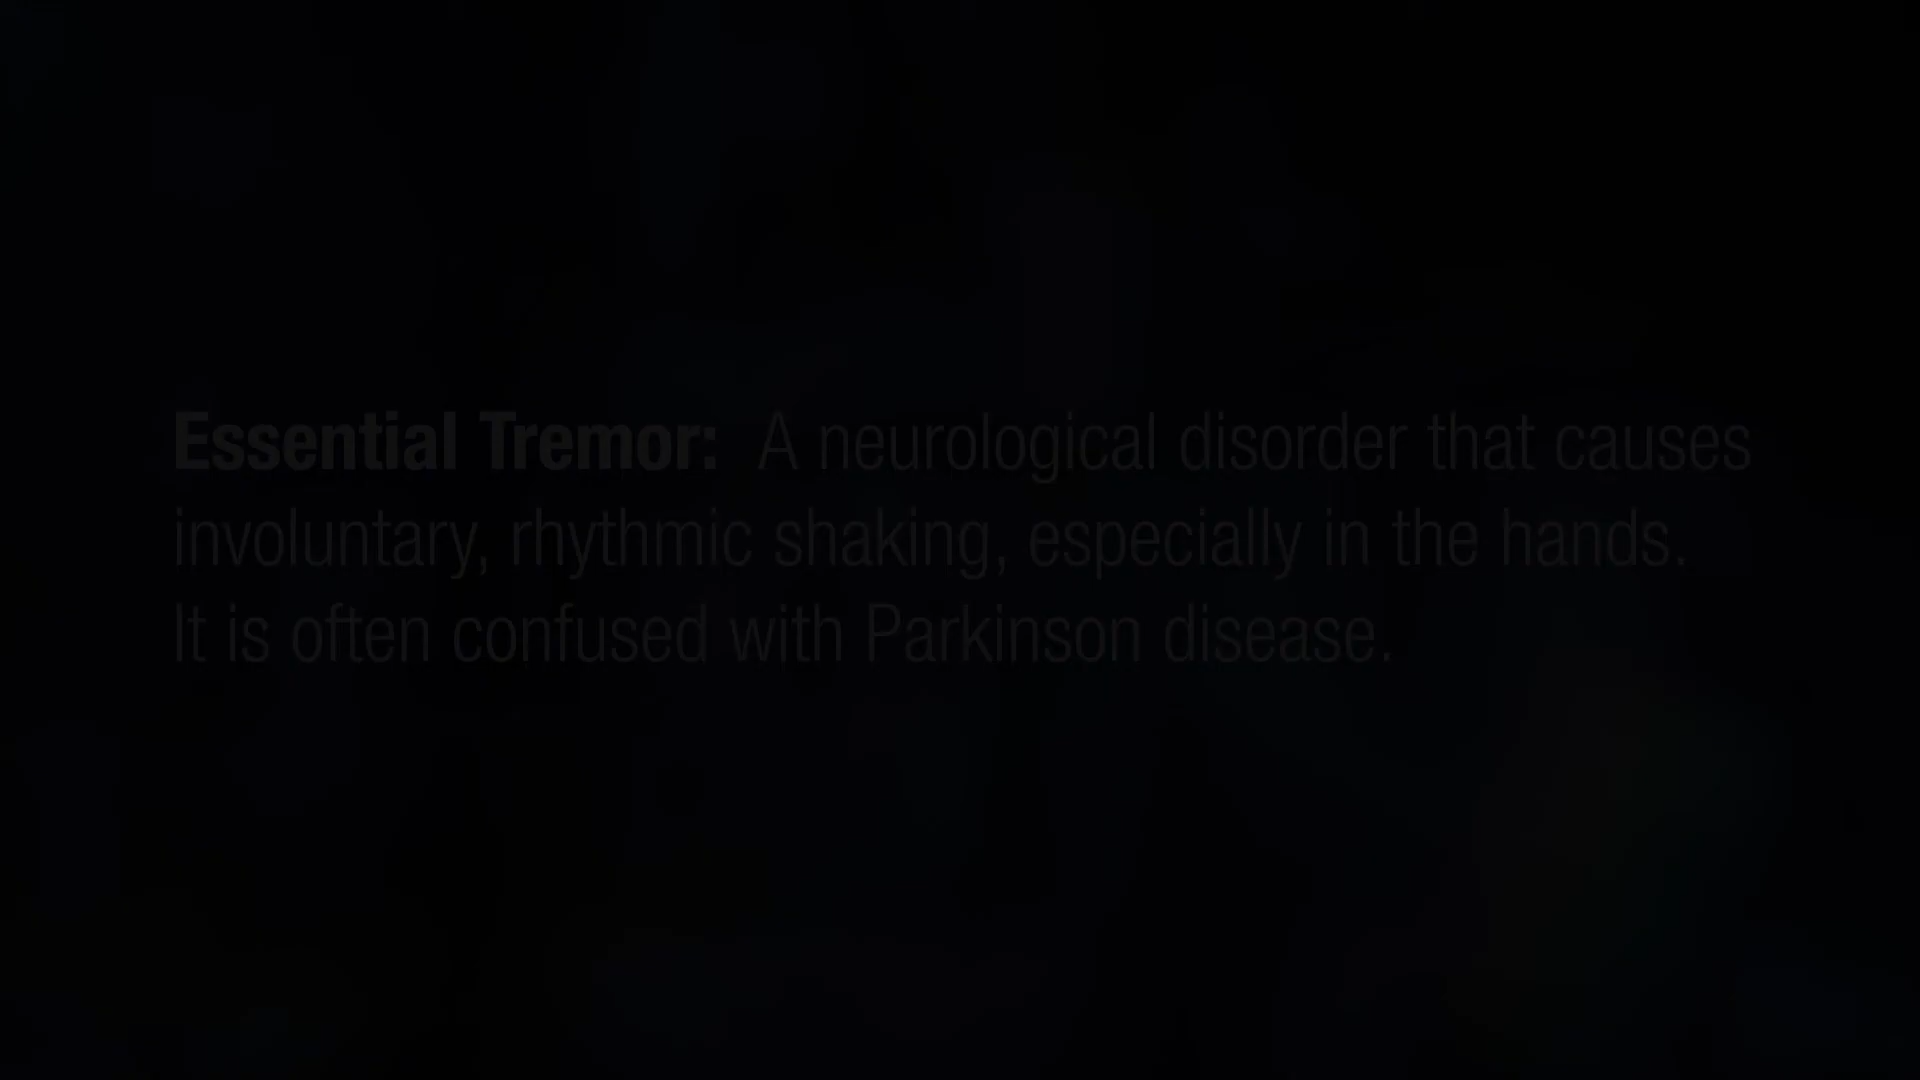 Essential Tremor: A neurological disorder that causes
involuntary, rhythmic shaking, especially in the hands.
It is often confused with Parkinson disease.